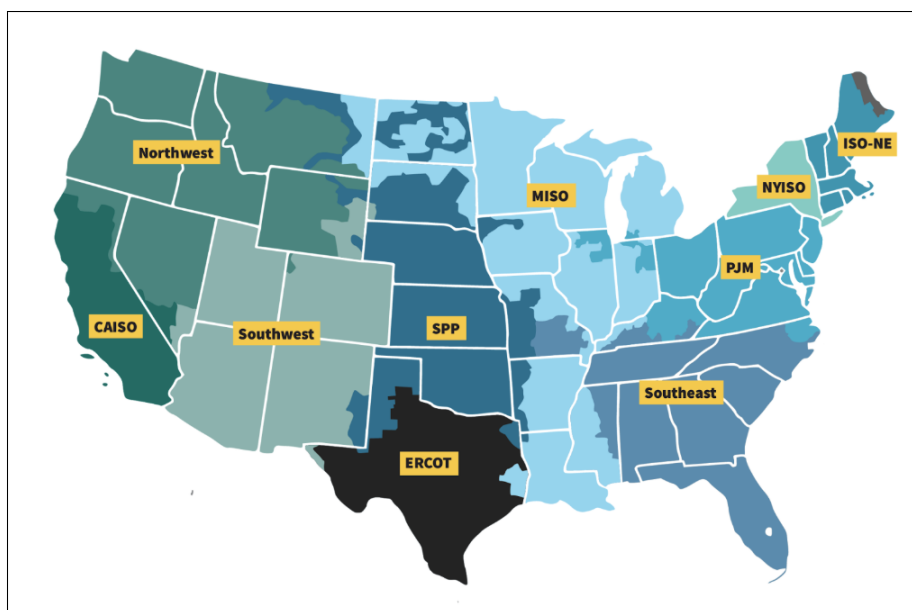 ISO-NE
Northwest
NYISO
MISO
PJM
CAISO
Southwest
SPP
Southeast
ERCOT